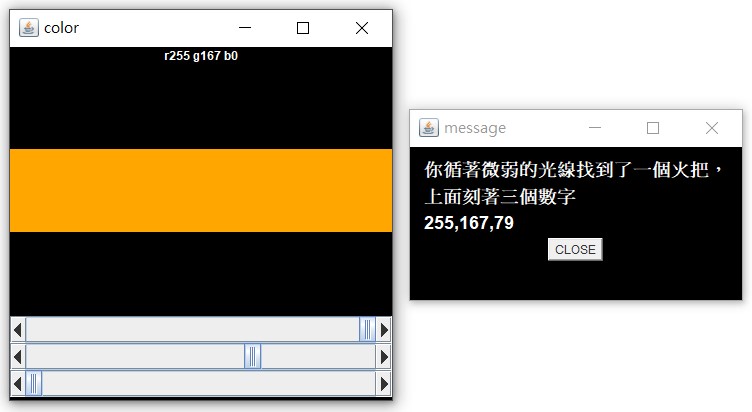 color
r255 g167 b0
message
你循著微弱的光線找到了一個火把，
上面刻著三個數字
255,167,79
CLOSE